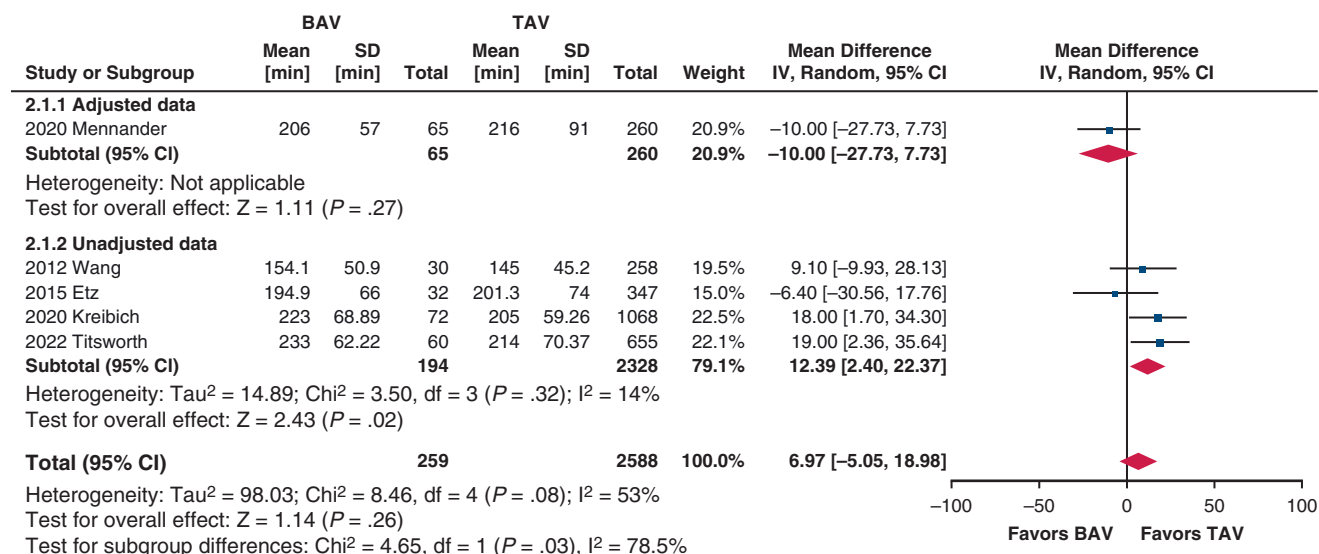 BAV TAV
Mean SD Mean SD Mean Difference Mean Difference
Study or Subgroup [min] [min] Total [min] [min] Total Weight IV, Random, 95% CI IV, Random, 95% CI
2.1.1 Adjusted data
2020 Mennander 206 57 65 216 91 260 20.9% –10.00 [–27.73, 7.73]
Subtotal (95% CI) 65 260 20.9% –10.00 [–27.73, 7.73]
Heterogeneity: Not applicable
Test for overall effect: Z = 1.11 (P = .27)
2.1.2 Unadjusted data
2012 Wang 154.1 50.9 30 145 45.2 258 19.5% 9.10 [–9.93, 28.13]
2015 Etz 194.9 66 32 201.3 74 347 15.0% –6.40 [–30.56, 17.76]
2020 Kreibich 223 68.89 72 205 59.26 1068 22.5% 18.00 [1.70, 34.30]
2022 Titsworth 233 62.22 60 214 70.37 655 22.1% 19.00 [2.36, 35.64]
Subtotal (95% CI) 194 2328 79.1% 12.39 [2.40, 22.37]
Heterogeneity: Tau² = 14.89; Chi² = 3.50, df = 3 (P = .32); I² = 14%
Test for overall effect: Z = 2.43 (P = .02)
Total (95% CI) 259 2588 100.0% 6.97 [–5.05, 18.98]
Heterogeneity: Tau² = 98.03; Chi² = 8.46, df = 4 (P = .08); I² = 53%
–100 –50 0 50 100
Test for overall effect: Z = 1.14 (P = .26)
Favors BAV Favors TAV
Test for subgroup differences: Chi² = 4.65, df = 1 (P = .03), I² = 78.5%